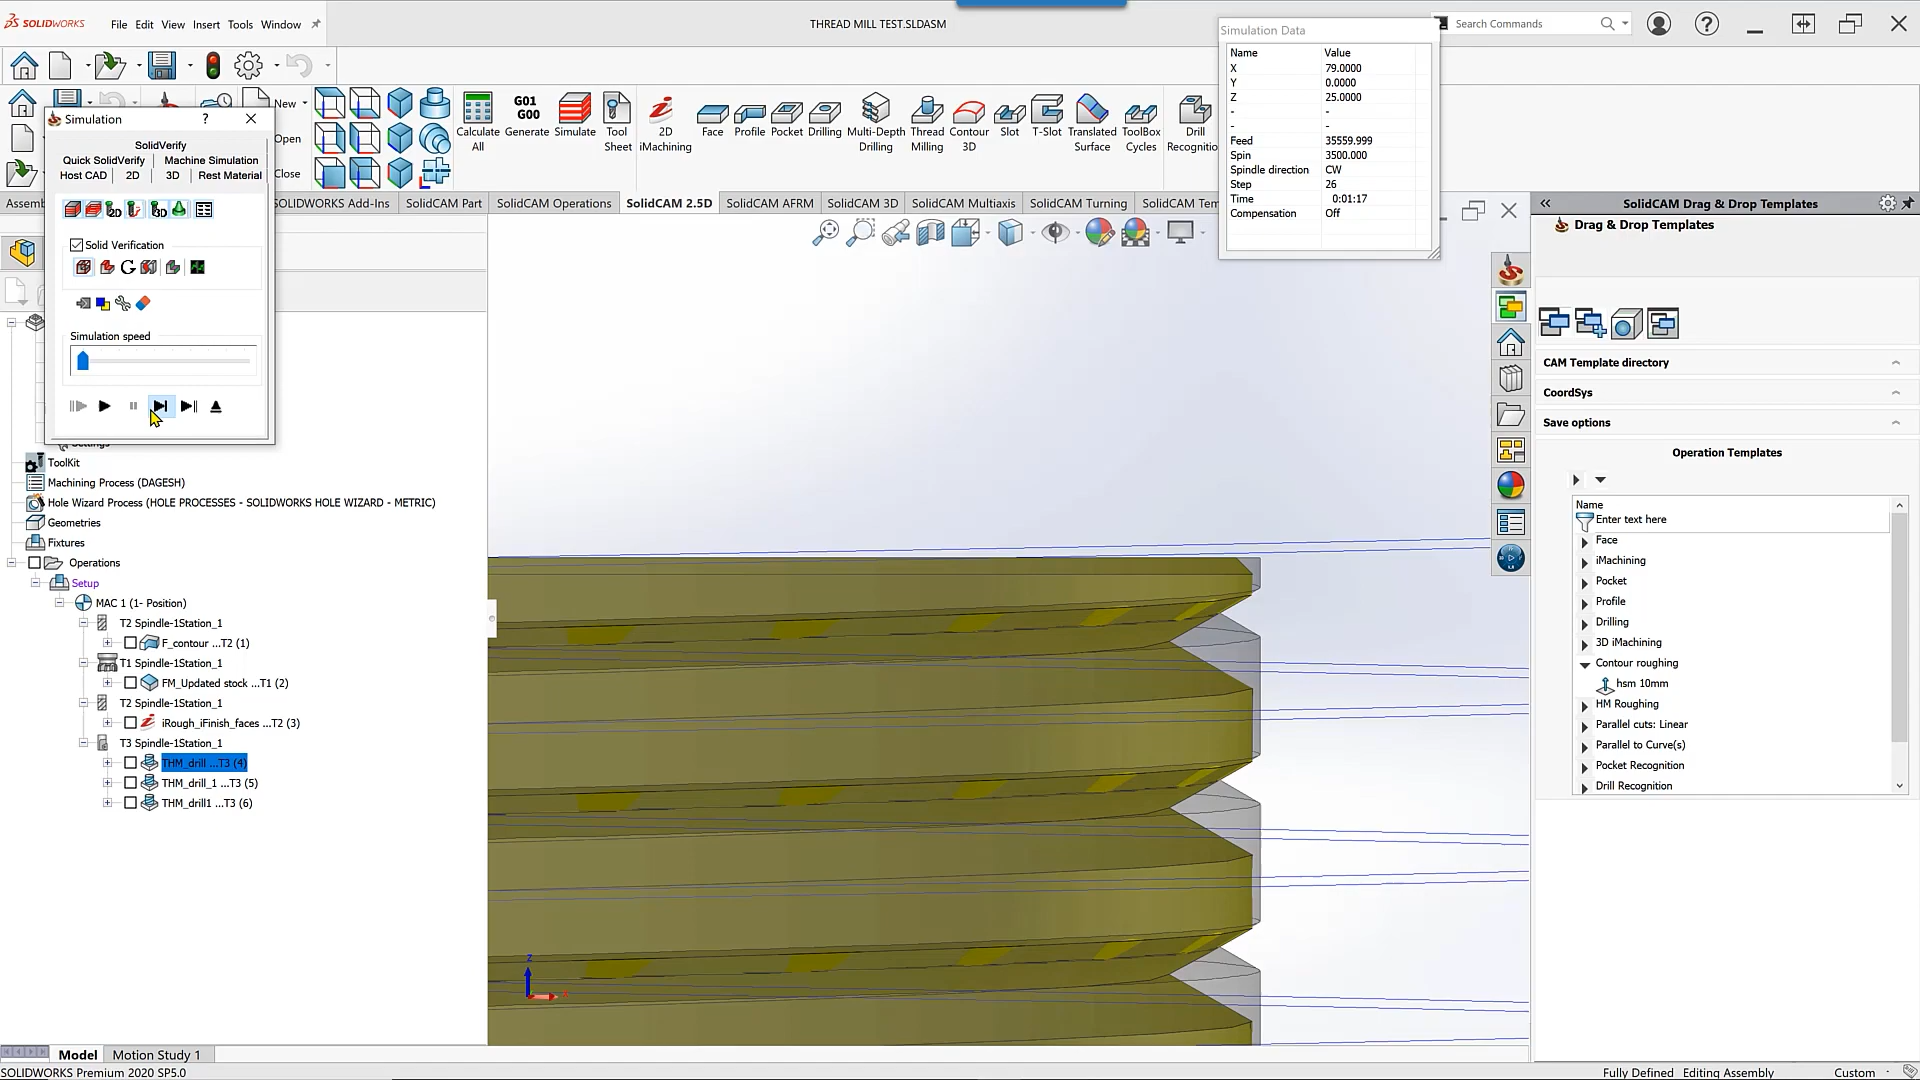 SOLIDWORKS File Edit View Insert Tools Window
THREAD MILL TEST.SLDASM
Search Commands
Simulation Data
Name Value
X 79.0000
Y 0.0000
Z 25.0000
- -
- -
Feed 35559.999
Spin 3500.000
Spindle direction CW
Step 26
Time 0:01:17
Compensation Off
New
Open
Close
G01
G00
Calculate All
Generate
Simulate
Tool Sheet
2D iMachining
Face
Profile
Pocket
Drilling
Multi-Depth Drilling
Thread Milling
Contour 3D
Slot
T-Slot
Translated Surface
ToolBox Cycles
Drill Recognitio
Assemb
SOLIDWORKS Add-Ins
SolidCAM Part
SolidCAM Operations
SolidCAM 2.5D
SolidCAM AFRM
SolidCAM 3D
SolidCAM Multiaxis
SolidCAM Turning
SolidCAM Tem
Simulation ?
SolidVerify
Quick SolidVerify Machine Simulation
Host CAD 2D 3D Rest Material
2D
3D
Solid Verification
Simulation speed
Settings
ToolKit
Machining Process (DAGESH)
Hole Wizard Process (HOLE PROCESSES - SOLIDWORKS HOLE WIZARD - METRIC)
Geometries
Fixtures
Operations
Setup
MAC 1 (1- Position)
T2 Spindle-1Station_1
F_contour ...T2 (1)
T1 Spindle-1Station_1
FM_Updated stock ...T1 (2)
T2 Spindle-1Station_1
iRough_iFinish_faces ...T2 (3)
T3 Spindle-1Station_1
THM_drill ...T3 (4)
THM_drill_1 ...T3 (5)
THM_drill1 ...T3 (6)
Z
X
SolidCAM Drag & Drop Templates
Drag & Drop Templates
CAM Template directory
CoordSys
Save options
Operation Templates
Name
Enter text here
Face
iMachining
Pocket
Profile
Drilling
3D iMachining
Contour roughing
hsm 10mm
HM Roughing
Parallel cuts: Linear
Parallel to Curve(s)
Pocket Recognition
Drill Recognition
Model Motion Study 1
SOLIDWORKS Premium 2020 SP5.0
Fully Defined Editing Assembly Custom